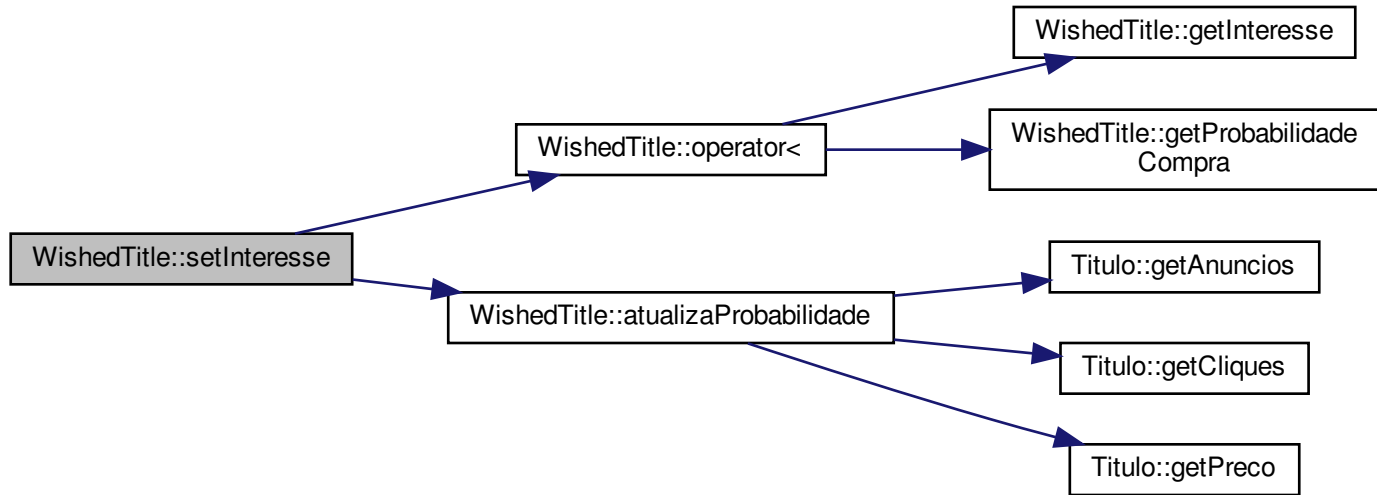 WishedTitle::getInteresse
WishedTitle::operator<
WishedTitle::getProbabilidade
Compra
WishedTitle::setInteresse
Titulo::getAnuncios
WishedTitle::atualizaProbabilidade
Titulo::getCliques
Titulo::getPreco